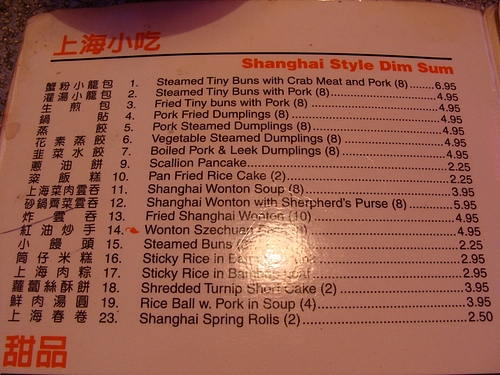 上海小吃
Shanghai Style Dim Sum
蟹粉小籠包 1. Steamed Tiny Buns with Crab Meat and Pork (8) ........6.95
灌湯小籠包 2. Steamed Tiny Buns with Pork (8) ........4.95
生煎包 3. Fried Tiny buns with Pork (8) ........4.95
鍋貼 4. Pork Fried Dumplings (8) ........4.95
蒸餃 5. Pork Steamed Dumplings (8) ........4.95
花素蒸餃 6. Vegetable Steamed Dumplings (8) ........4.95
韭菜水餃 7. Boiled Pork & Leek Dumplings (8) ........4.95
蔥油餅 9. Scallion Pancake ........2.25
菜飯糕 10. Pan Fried Rice Cake (2) ........2.25
上海菜肉雲吞 11. Shanghai Wonton Soup (8) ........3.95
砂鍋薺菜雲吞 12. Shanghai Wonton with Sherpherd's Purse (8) ........5.95
炸雲吞 13. Fried Shanghai Wonton (10) ........4.95
紅油炒手 14. Wonton Szechuan ........4.95
小饅頭 15. Steamed Buns ........2.25
筒仔米糕 16. Sticky Rice in ........2.95
上海肉粽 17. Sticky Rice in ........2.95
蘿蔔絲酥餅 18. Shredded Turnip Short Cake (2) ........3.95
鮮肉湯圓 19. Rice Ball w. Pork in Soup (4) ........3.95
上海春卷 23. Shanghai Spring Rolls (2) ........2.50
甜品